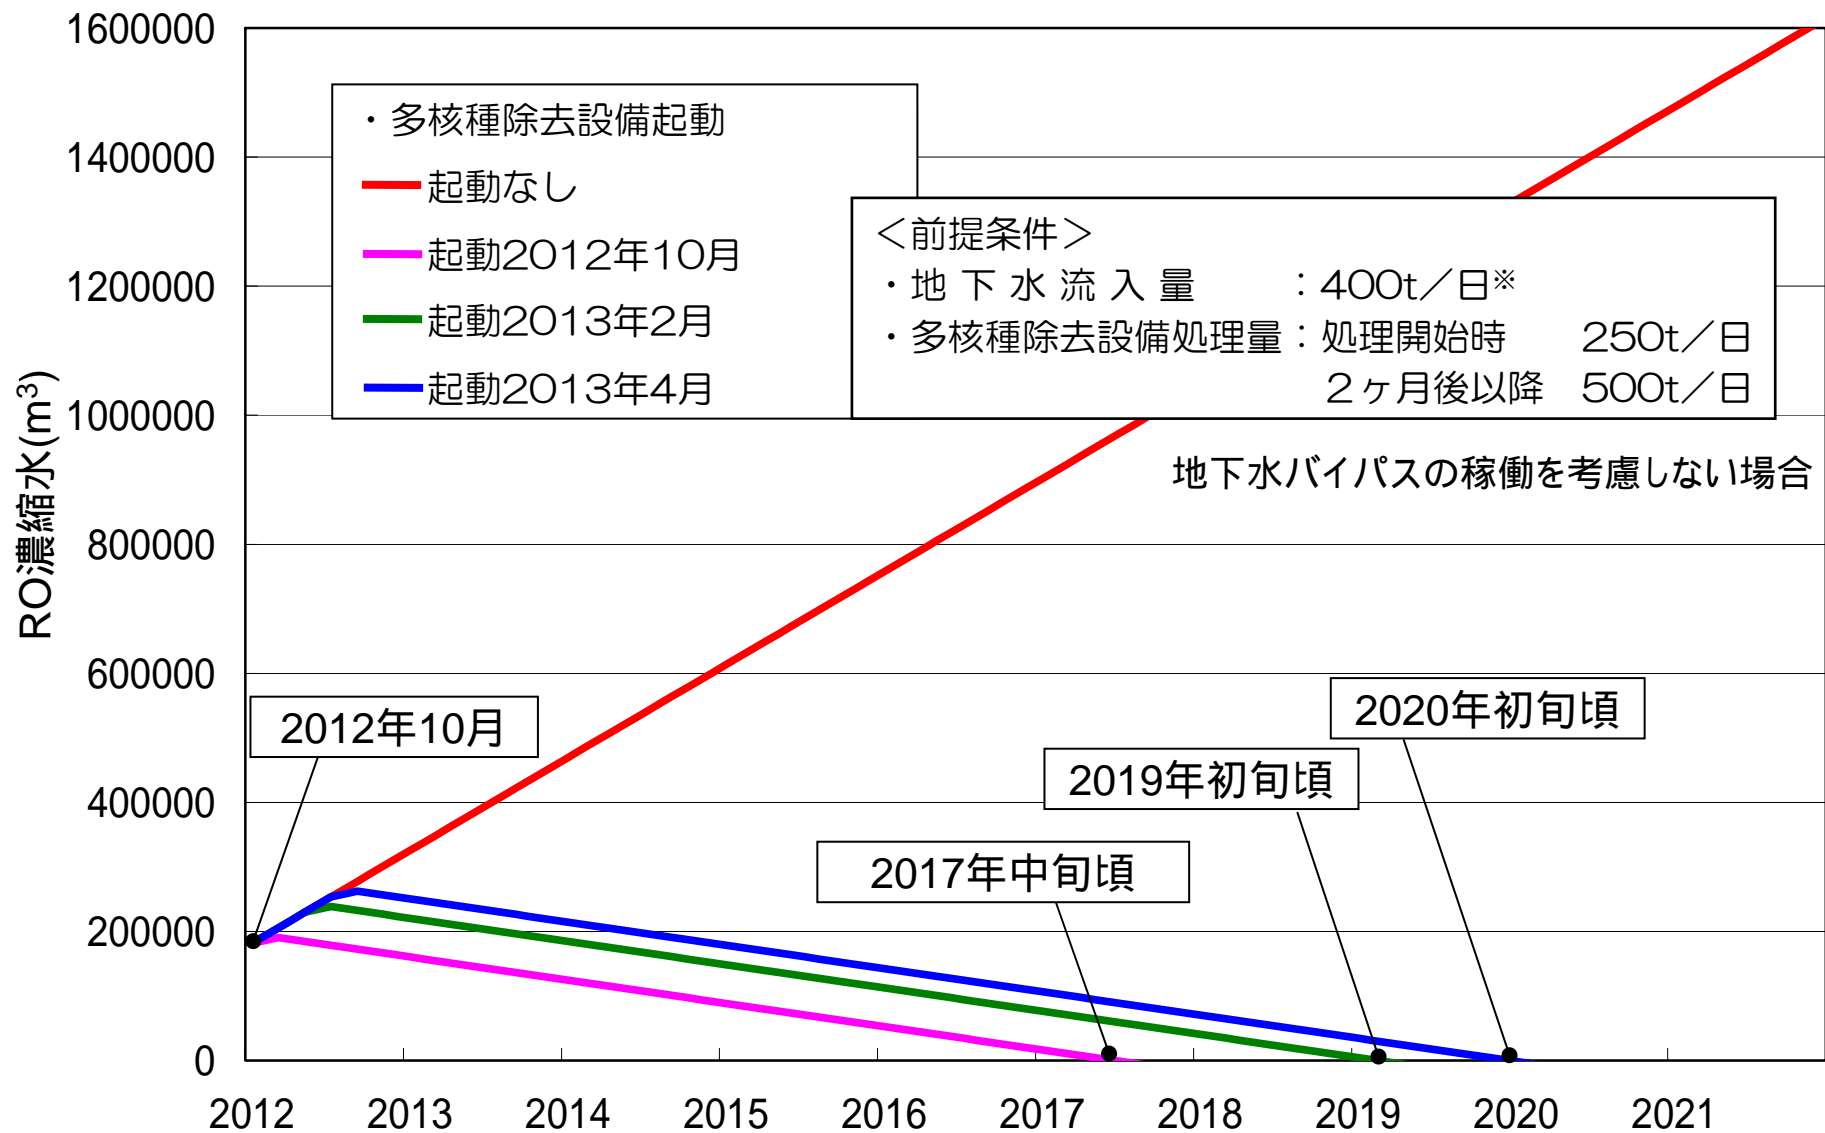 1600000
1400000
1200000
1000000
800000
600000
400000
200000
0
RO濃縮水(m³)
・多核種除去設備起動
起動なし
起動2012年10月
起動2013年2月
起動2013年4月
＜前提条件＞
・地下水流入量　　：400t／日※
・多核種除去設備処理量：処理開始時　　250t／日
２ヶ月後以降　500t／日
地下水バイパスの稼働を考慮しない場合
2012年10月
2017年中旬頃
2019年初旬頃
2020年初旬頃
2012 2013 2014 2015 2016 2017 2018 2019 2020 2021